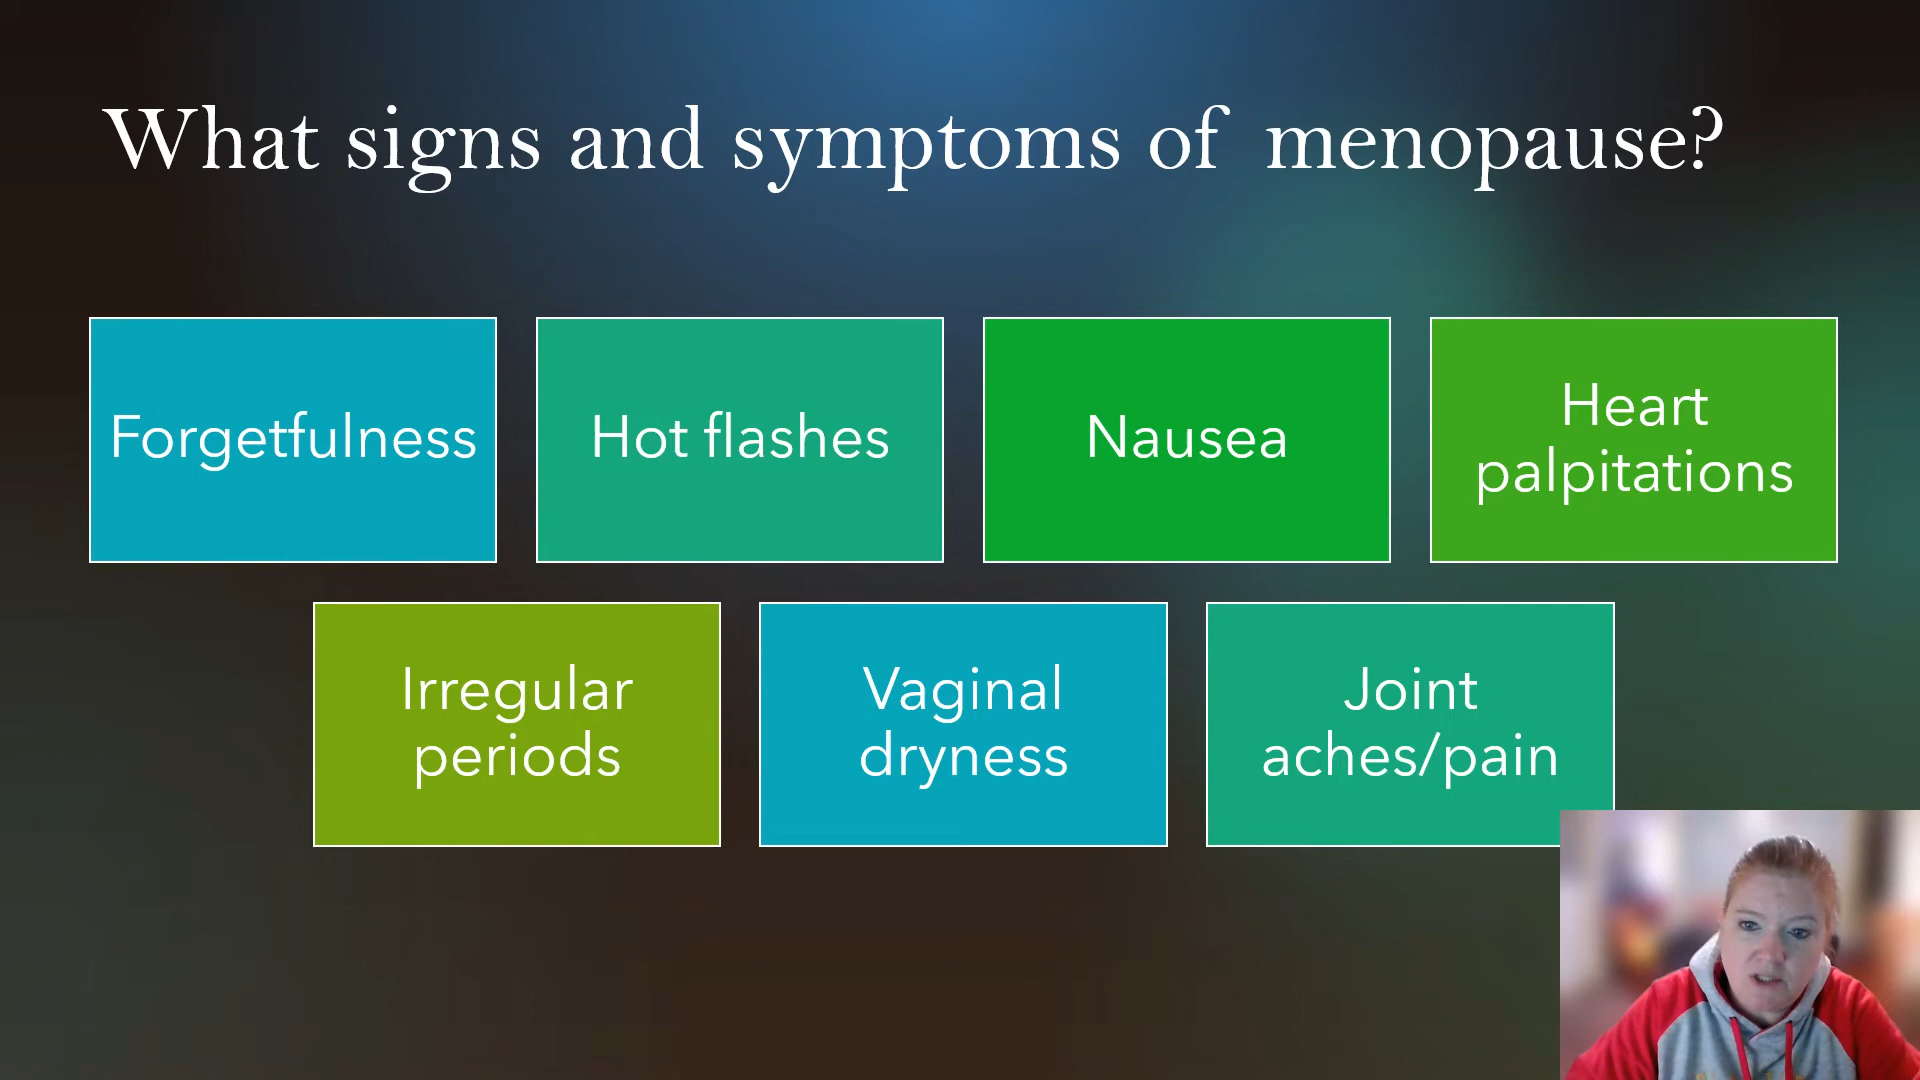 What signs and symptoms of menopause?
Forgetfulness
Hot flashes
Nausea
Heart
palpitations
Irregular
periods
Vaginal
dryness
Joint
aches/pain